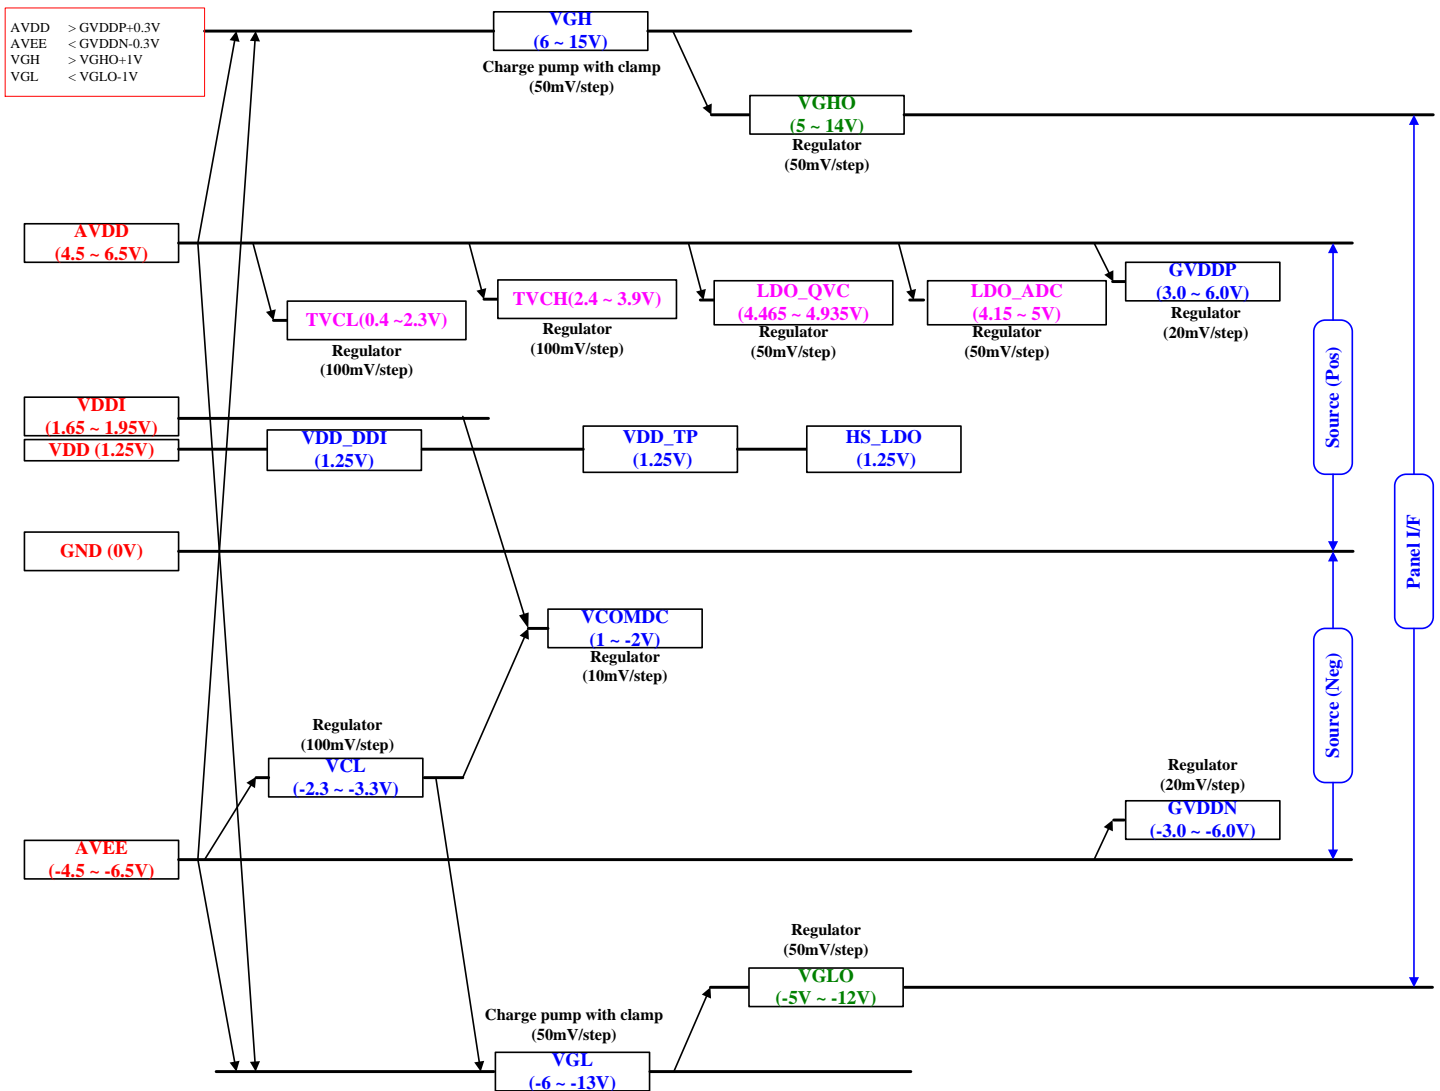 AVDD > GVDDP+0.3V
AVEE < GVDDN-0.3V
VGH > VGHO+1V
VGL < VGLO-1V
VGH
(6 ~ 15V)
Charge pump with clamp
(50mV/step)
VGHO
(5 ~ 14V)
Regulator
(50mV/step)
AVDD
(4.5 ~ 6.5V)
TVCL(0.4 ~2.3V)
Regulator
(100mV/step)
TVCH(2.4 ~ 3.9V)
Regulator
(100mV/step)
LDO_QVC
(4.465 ~ 4.935V)
Regulator
(50mV/step)
LDO_ADC
(4.15 ~ 5V)
Regulator
(50mV/step)
GVDDP
(3.0 ~ 6.0V)
Regulator
(20mV/step)
Source (Pos)
VDDI
(1.65 ~ 1.95V)
VDD (1.25V)
VDD_DDI
(1.25V)
VDD_TP
(1.25V)
HS_LDO
(1.25V)
GND (0V)
Panel I/F
VCOMDC
(1 ~ -2V)
Regulator
(10mV/step)
Source (Neg)
Regulator
(100mV/step)
VCL
(-2.3 ~ -3.3V)
Regulator
(20mV/step)
GVDDN
(-3.0 ~ -6.0V)
AVEE
(-4.5 ~ -6.5V)
Regulator
(50mV/step)
VGLO
(-5V ~ -12V)
Charge pump with clamp
(50mV/step)
VGL
(-6 ~ -13V)